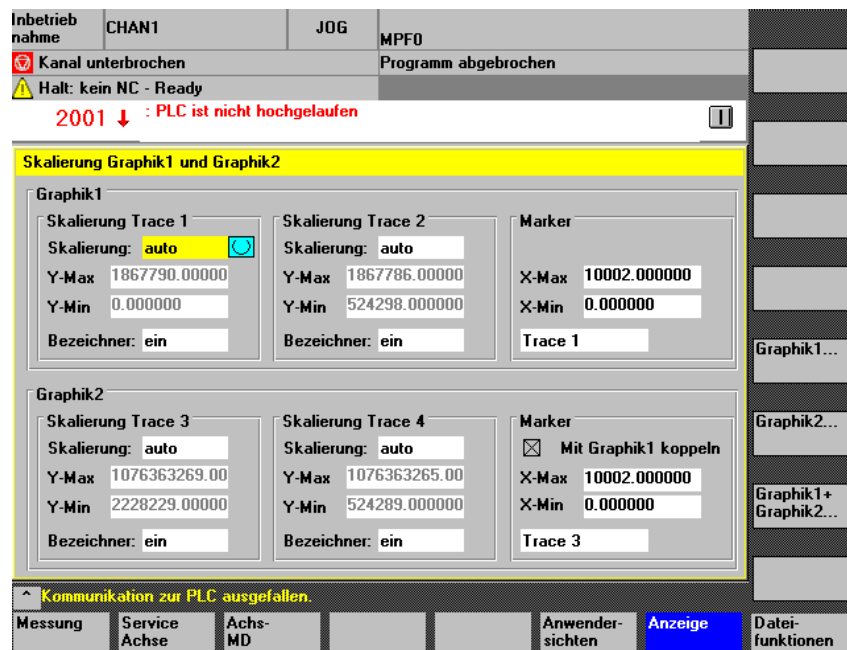 Inbetrieb
nahme
CHAN1
JOG
MPF0
Kanal unterbrochen
Programm abgebrochen
Halt: kein NC - Ready
2001 ↓ : PLC ist nicht hochgelaufen
Skalierung Graphik1 und Graphik2
Graphik1
Skalierung Trace 1 Skalierung Trace 2 Marker
Skalierung: auto Skalierung: auto
Y-Max 1867790.00000 Y-Max 1867786.00000 X-Max 10002.000000
Y-Min 0.000000 Y-Min 524298.000000 X-Min 0.000000
Bezeichner: ein Bezeichner: ein Trace 1
Graphik2
Skalierung Trace 3 Skalierung Trace 4 Marker
Skalierung: auto Skalierung: auto Mit Graphik1 koppeln
Y-Max 1076363269.00 Y-Max 1076363265.00 X-Max 10002.000000
Y-Min 2228229.00000 Y-Min 524289.000000 X-Min 0.000000
Bezeichner: ein Bezeichner: ein Trace 3
Graphik1...
Graphik2...
Graphik1+
Graphik2...
^ Kommunikation zur PLC ausgefallen.
Messung
Service
Achse
Achs-
MD
Anwender-
sichten
Anzeige
Datei-
funktionen